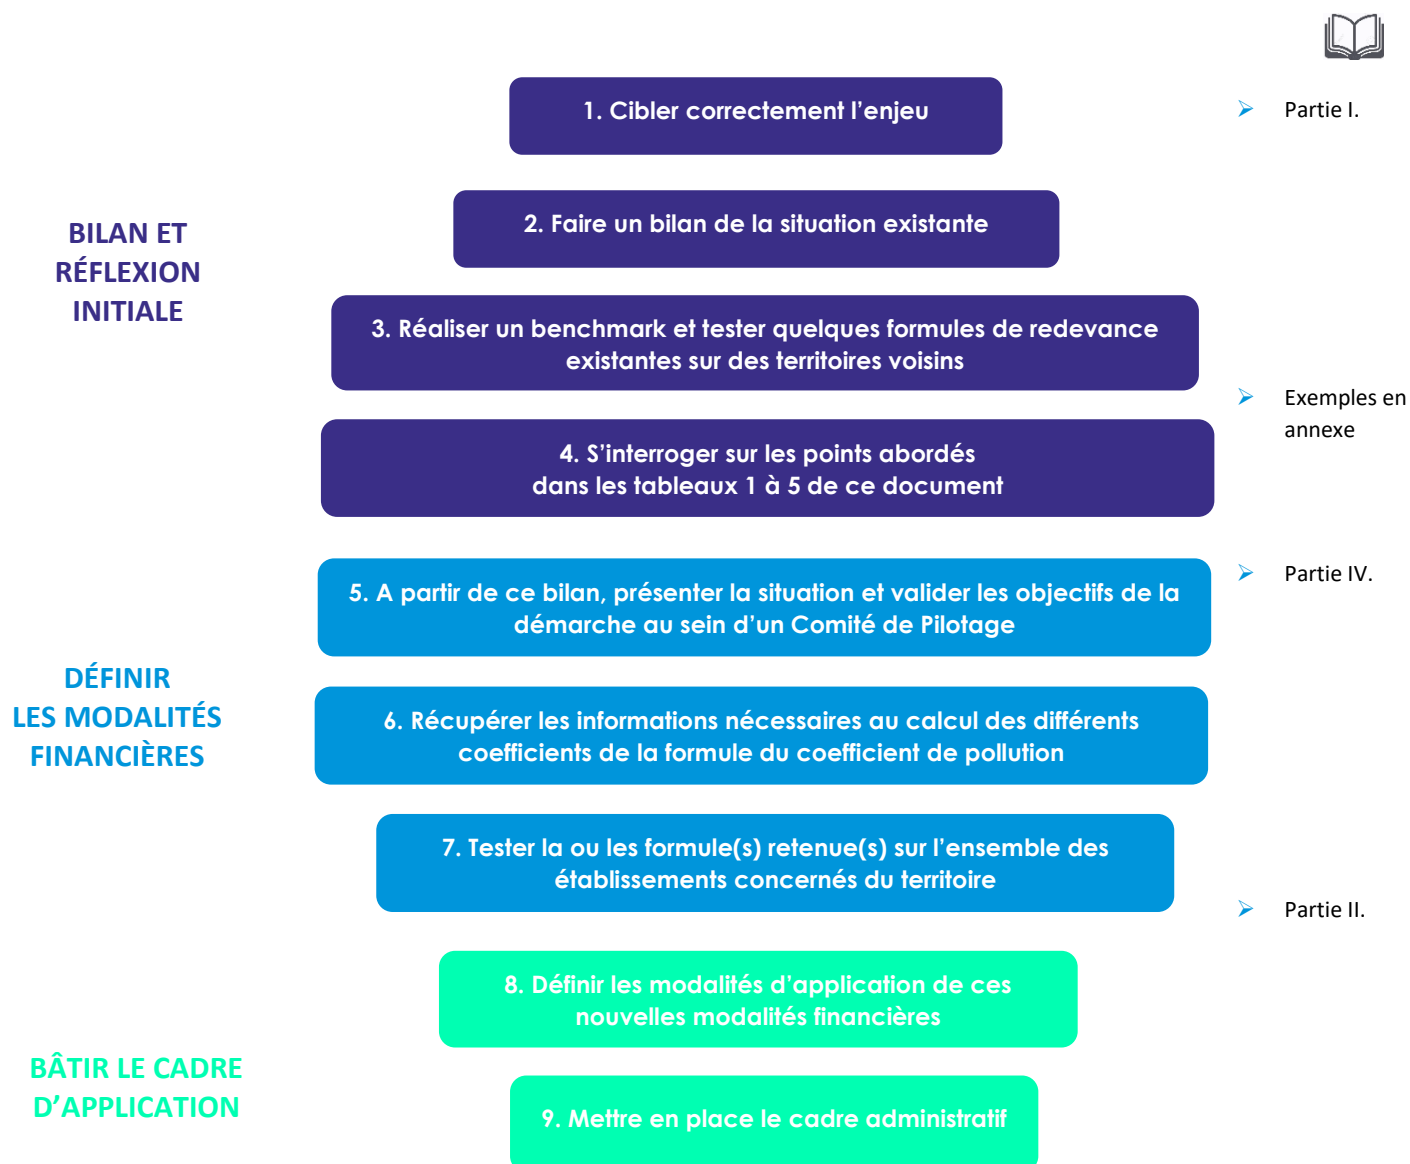 1. Cibler correctement l’enjeu
➢ Partie I.
BILAN ET
RÉFLEXION
INITIALE
2. Faire un bilan de la situation existante
3. Réaliser un benchmark et tester quelques formules de redevance
existantes sur des territoires voisins
➢ Exemples en
annexe
4. S’interroger sur les points abordés
dans les tableaux 1 à 5 de ce document
5. A partir de ce bilan, présenter la situation et valider les objectifs de la
démarche au sein d’un Comité de Pilotage
➢ Partie IV.
DÉFINIR
LES MODALITÉS
FINANCIÈRES
6. Récupérer les informations nécessaires au calcul des différents
coefficients de la formule du coefficient de pollution
7. Tester la ou les formule(s) retenue(s) sur l’ensemble des
établissements concernés du territoire
➢ Partie II.
8. Définir les modalités d’application de ces
nouvelles modalités financières
BÂTIR LE CADRE
D’APPLICATION
9. Mettre en place le cadre administratif